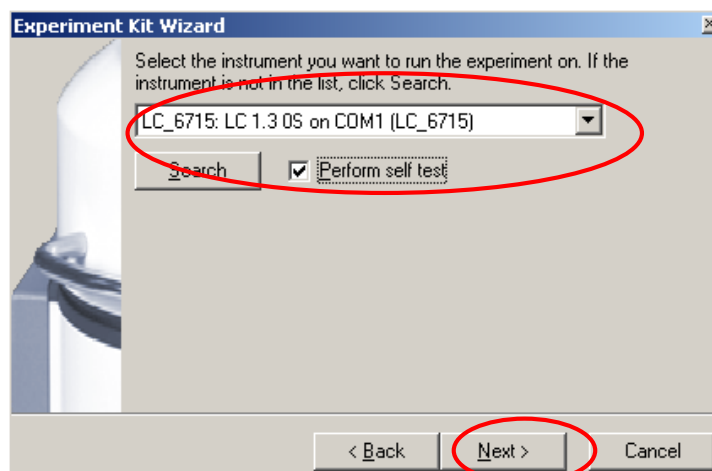 Experiment Kit Wizard
Select the instrument you want to run the experiment on. If the
instrument is not in the list, click Search.
LC_6715: LC 1.3 0S on COM1 (LC_6715)
Search Perform self test
< Back Next > Cancel